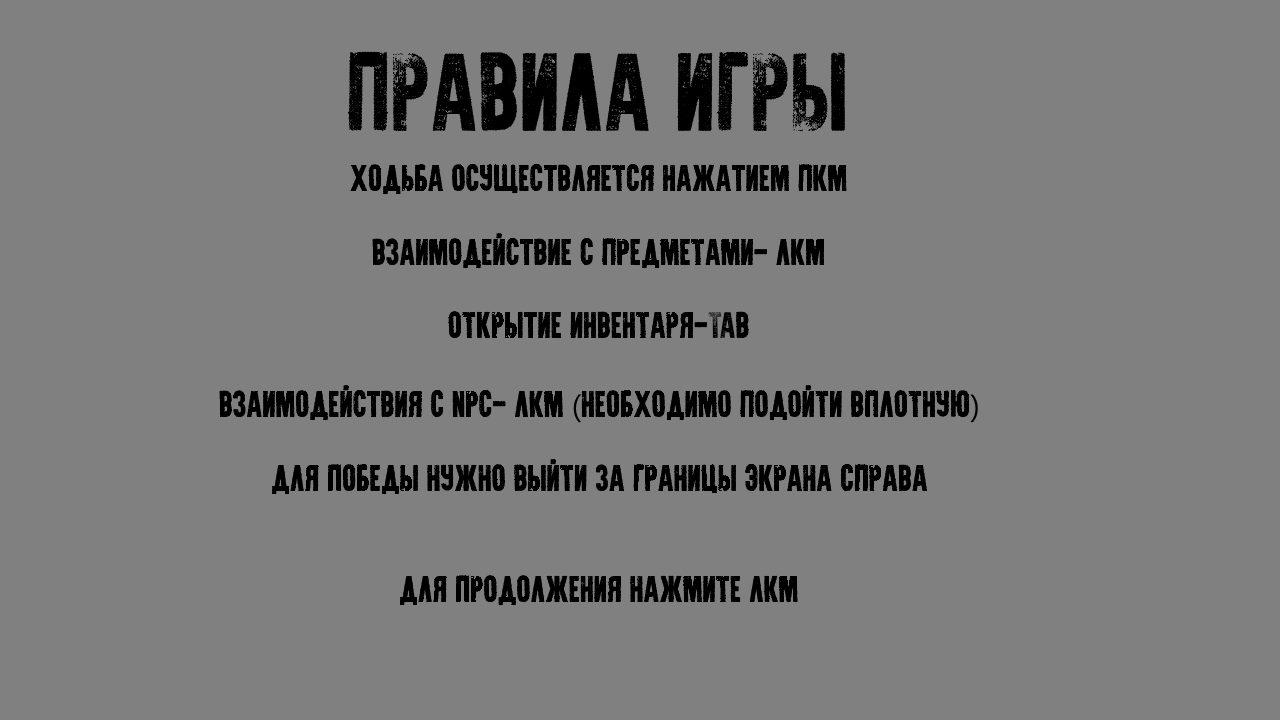 ПРАВИЛА ИГРЫ
ХОДЬБА ОСУЩЕСТВЛЯЕТСЯ НАЖАТИЕМ ПКМ
ВЗАИМОДЕЙСТВИЕ С ПРЕДМЕТАМИ- ЛКМ
ОТКРЫТИЕ ИНВЕНТАРЯ-TAB
ВЗАИМОДЕЙСТВИЯ С NPC- ЛКМ (НЕОБХОДИМО ПОДОЙТИ ВПЛОТНУЮ)
ДЛЯ ПОБЕДЫ НУЖНО ВЫЙТИ ЗА ГРАНИЦЫ ЭКРАНА СПРАВА
ДЛЯ ПРОДОЛЖЕНИЯ НАЖМИТЕ ЛКМ